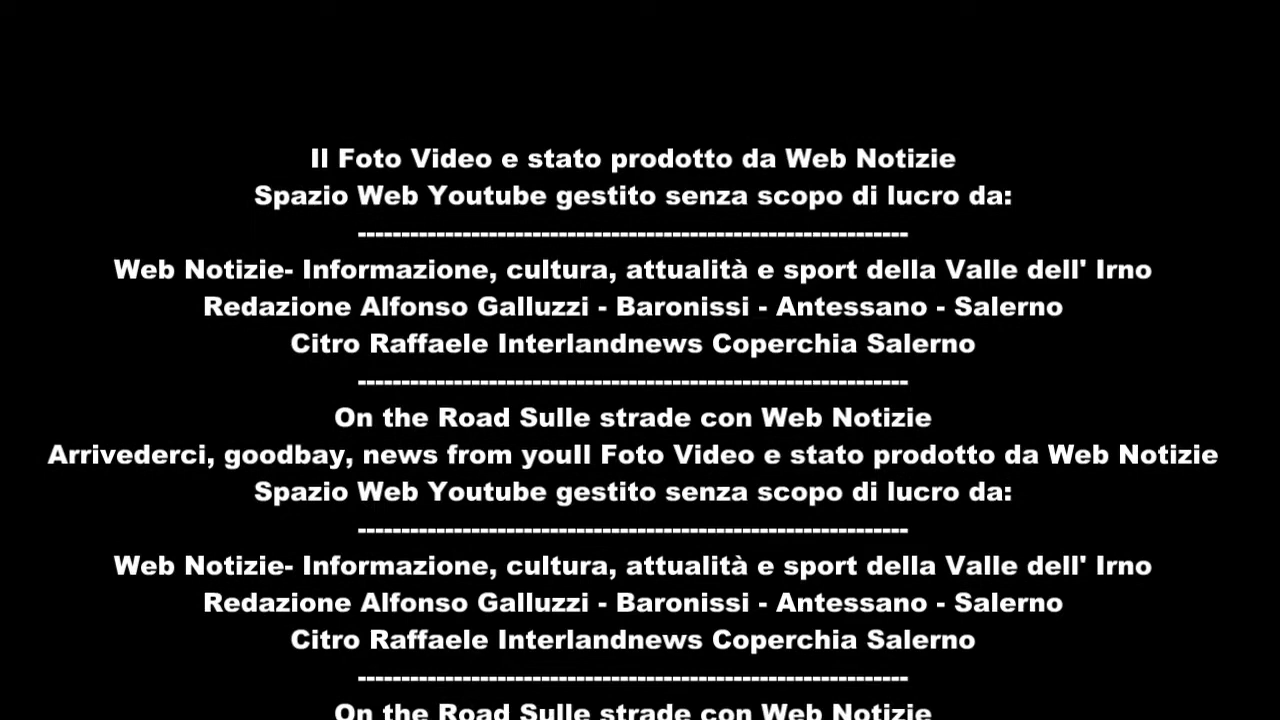 Il Foto Video e stato prodotto da Web Notizie
Spazio Web Youtube gestito senza scopo di lucro da:
---------------------------------------------------------------
Web Notizie- Informazione, cultura, attualità e sport della Valle dell' Irno
Redazione Alfonso Galluzzi - Baronissi - Antessano - Salerno
Citro Raffaele Interlandnews Coperchia Salerno
---------------------------------------------------------------
On the Road Sulle strade con Web Notizie
Arrivederci, goodbay, news from youIl Foto Video e stato prodotto da Web Notizie
Spazio Web Youtube gestito senza scopo di lucro da:
---------------------------------------------------------------
Web Notizie- Informazione, cultura, attualità e sport della Valle dell' Irno
Redazione Alfonso Galluzzi - Baronissi - Antessano - Salerno
Citro Raffaele Interlandnews Coperchia Salerno
---------------------------------------------------------------
On the Road Sulle strade con Web Notizie